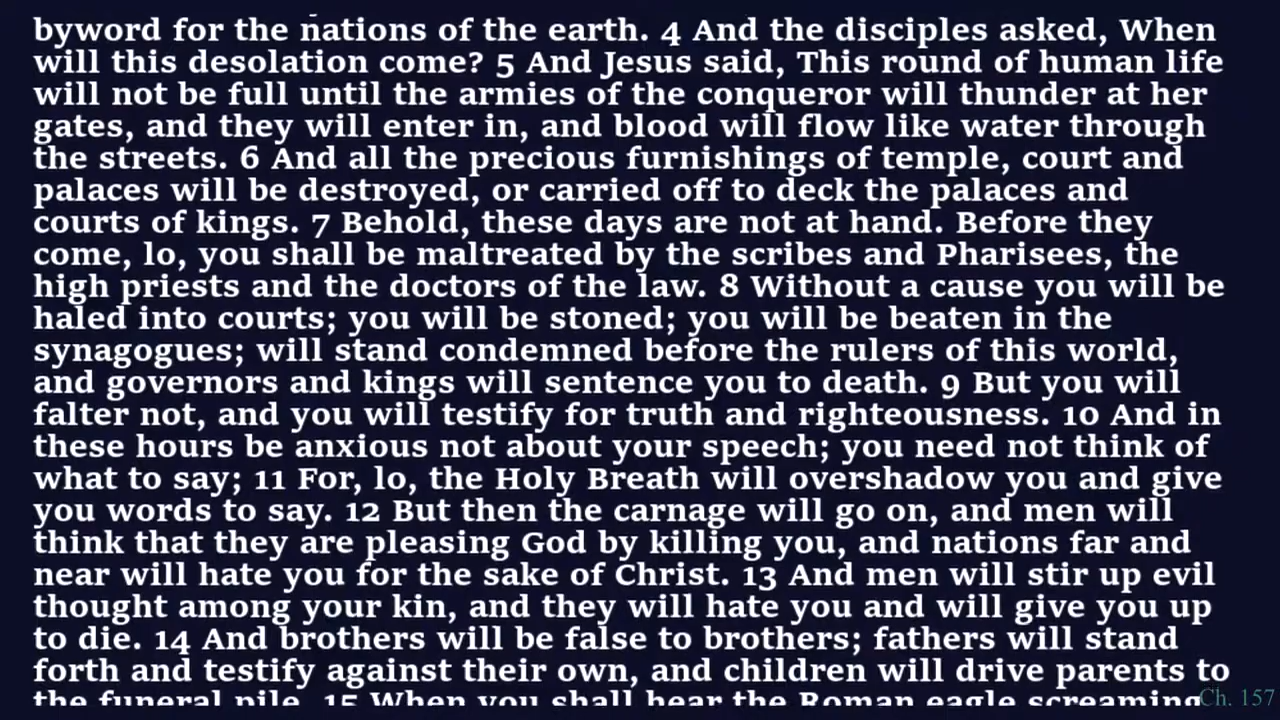 byword for the nations of the earth. 4 And the disciples asked, When
will this desolation come? 5 And Jesus said, This round of human life
will not be full until the armies of the conqueror will thunder at her
gates, and they will enter in, and blood will flow like water through
the streets. 6 And all the precious furnishings of temple, court and
palaces will be destroyed, or carried off to deck the palaces and
courts of kings. 7 Behold, these days are not at hand. Before they
come, lo, you shall be maltreated by the scribes and Pharisees, the
high priests and the doctors of the law. 8 Without a cause you will be
haled into courts; you will be stoned; you will be beaten in the
synagogues; will stand condemned before the rulers of this world,
and governors and kings will sentence you to death. 9 But you will
falter not, and you will testify for truth and righteousness. 10 And in
these hours be anxious not about your speech; you need not think of
what to say; 11 For, lo, the Holy Breath will overshadow you and give
you words to say. 12 But then the carnage will go on, and men will
think that they are pleasing God by killing you, and nations far and
near will hate you for the sake of Christ. 13 And men will stir up evil
thought among your kin, and they will hate you and will give you up
to die. 14 And brothers will be false to brothers; fathers will stand
forth and testify against their own, and children will drive parents to
the funeral pile. 15 When you shall hear the Roman eagle screaming
Ch. 157